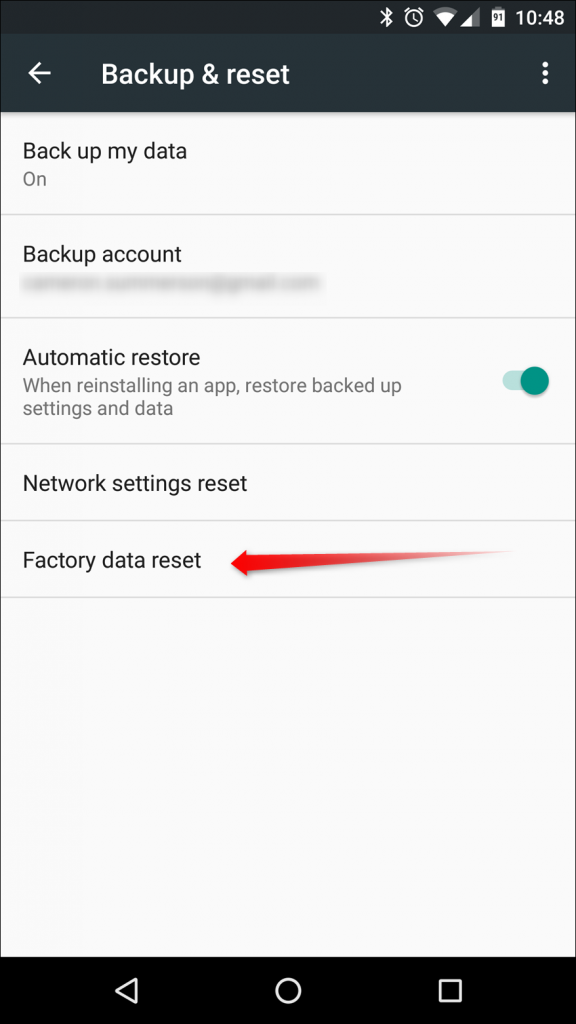 91 10:48
Backup & reset
Back up my data
On
Backup account
Automatic restore
When reinstalling an app, restore backed up
settings and data
Network settings reset
Factory data reset